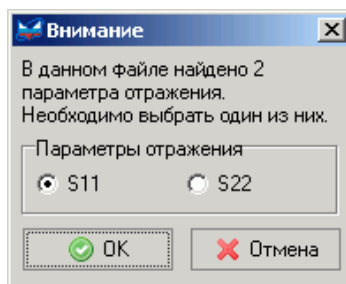 Внимание
В данном файле найдено 2
параметра отражения.
Необходимо выбрать один из них.
Параметры отражения
S11 S22
OK Отмена